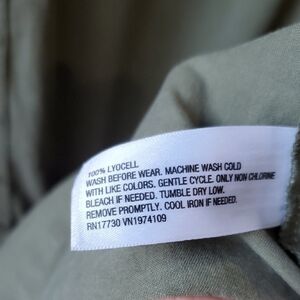 100% LYOCELL
WASH BEFORE WEAR. MACHINE WASH COLD
WITH LIKE COLORS. GENTLE CYCLE. ONLY NON-CHLORINE
BLEACH IF NEEDED. TUMBLE DRY LOW.
REMOVE PROMPTLY. COOL IRON IF NEEDED.
RN17730 VN1974109